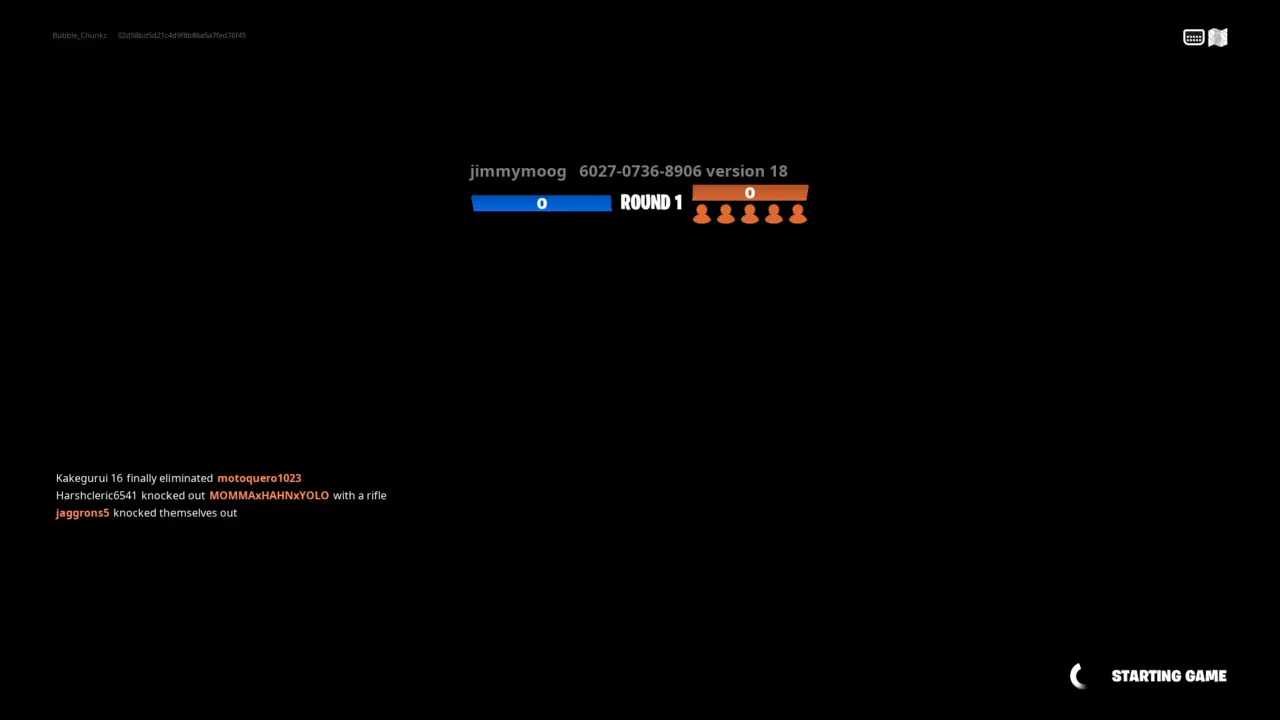 Bubble_Chunkz 02d58bd5d21c4d9f8b86a5a7fed76f45
jimmymoog 6027-0736-8906 version 18
0 ROUND 1 0
Kakegurui 16 finally eliminated motoquero1023
Harshcleric6541 knocked out MOMMAxHAHNxYOLO with a rifle
jaggrons5 knocked themselves out
STARTING GAME